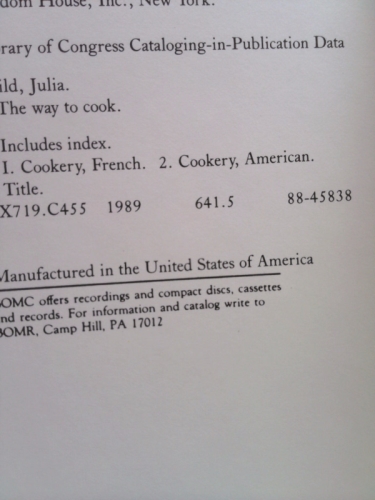 dom House, Inc., New York.
rary of Congress Cataloging-in-Publication Data
ild, Julia.
The way to cook.
Includes index.
I. Cookery, French. 2. Cookery, American.
Title.
X719.C455 1989 641.5 88-45838
Manufactured in the United States of America
OMC offers recordings and compact discs, cassettes
nd records. For information and catalog write to
BOMR, Camp Hill, PA 17012